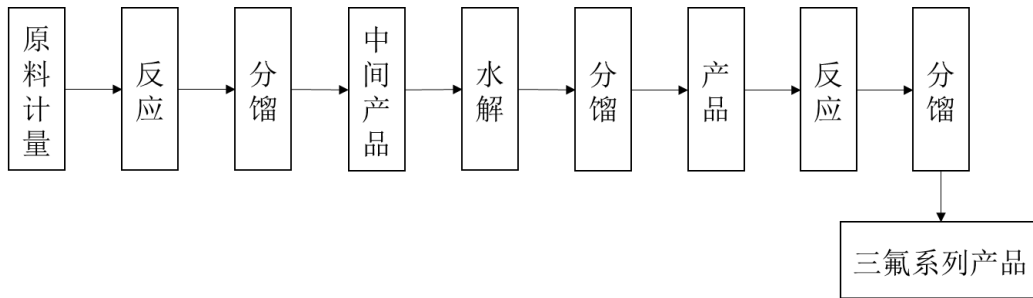 原料计量
反应
分馏
中间产品
水解
分馏
产品
反应
分馏
三氟系列产品